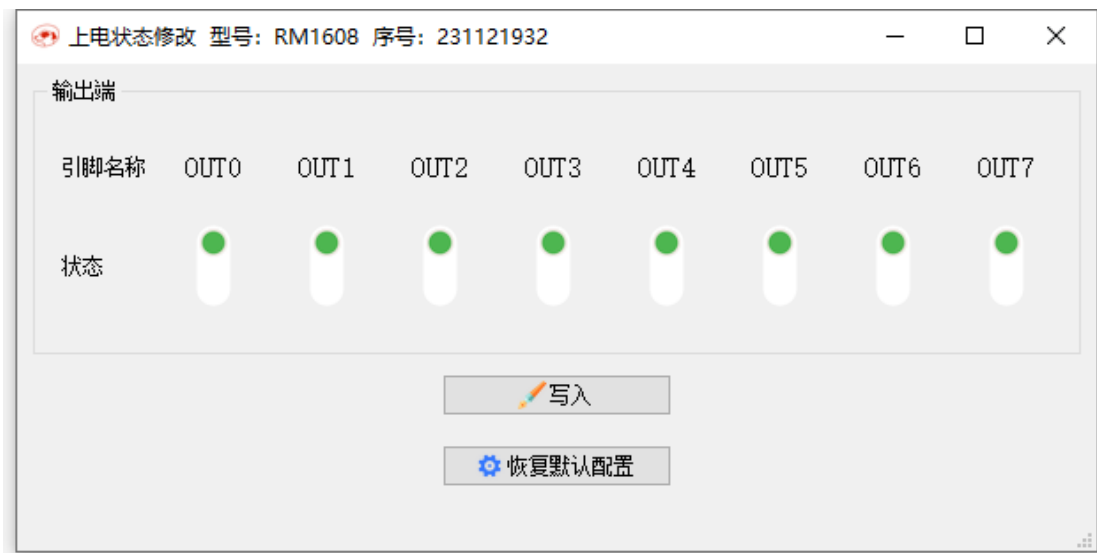 上电状态修改 型号：RM1608 序号：231121932
输出端
引脚名称 OUT0 OUT1 OUT2 OUT3 OUT4 OUT5 OUT6 OUT7
状态
写入
恢复默认配置